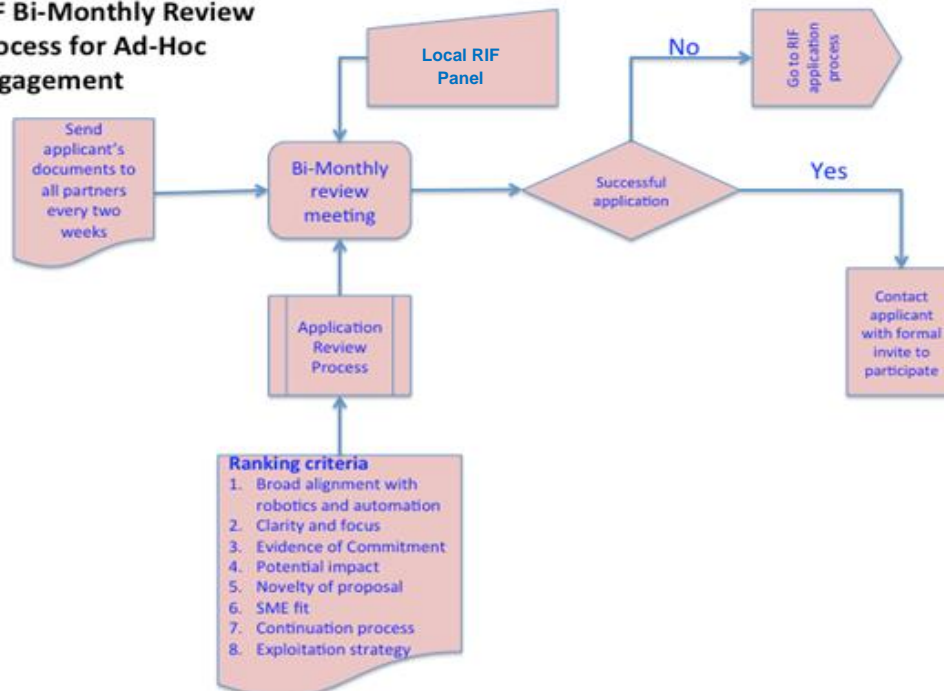 F Bi-Monthly Review
ocess for Ad-Hoc
gagement
Local RIF
Panel
No
Go to RIF
application
process
Send
applicant's
documents to
all partners
every two
weeks
Bi-Monthly
review
meeting
Successful
application
Yes
Contact
applicant
with formal
invite to
participate
Application
Review
Process
Ranking criteria
1. Broad alignment with
robotics and automation
2. Clarity and focus
3. Evidence of Commitment
4. Potential impact
5. Novelty of proposal
6. SME fit
7. Continuation process
8. Exploitation strategy